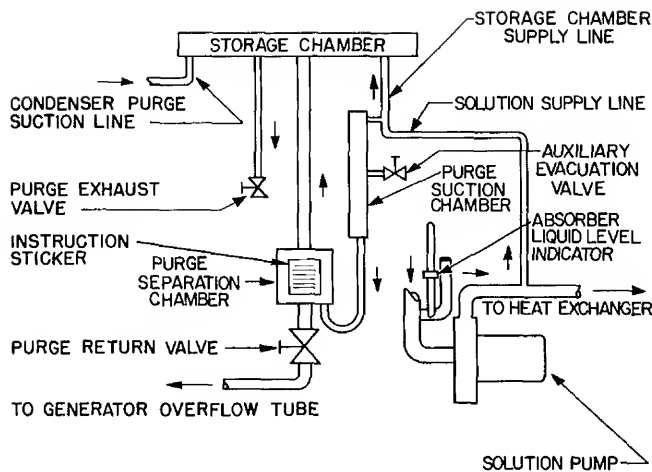 STORAGE CHAMBER
SUPPLY LINE
STORAGE CHAMBER
CONDENSER PURGE
SUCTION LINE
SOLUTION SUPPLY LINE
AUXILIARY
EVACUATION
VALVE
PURGE
SUCTION
CHAMBER
PURGE EXHAUST
VALVE
ABSORBER
LIQUID LEVEL
INDICATOR
INSTRUCTION
STICKER
PURGE
SEPARATION
CHAMBER
TO HEAT EXCHANGER
PURGE RETURN VALVE
TO GENERATOR OVERFLOW TUBE
SOLUTION PUMP